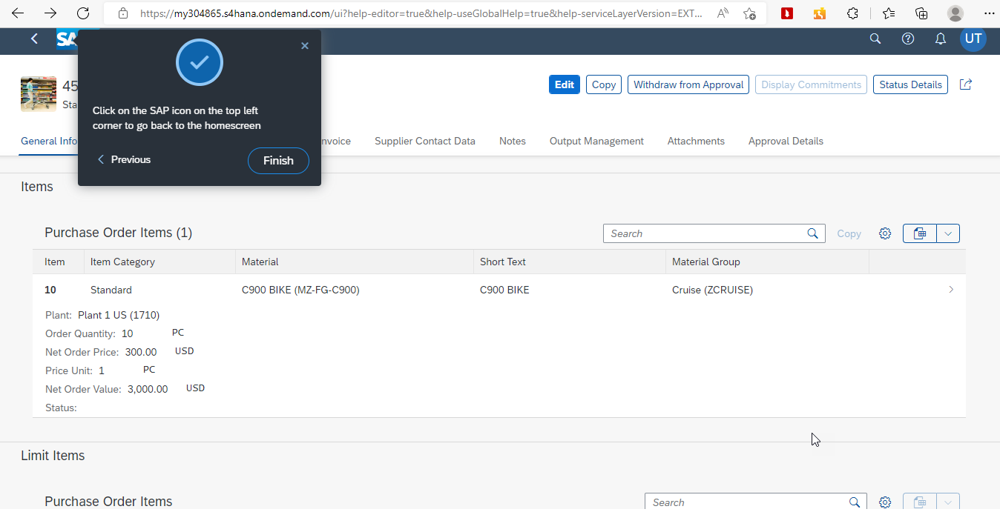 https://my304865.s4hana.ondemand.com/ui?help-editor=true&help-useGlobalHelp=true&help-serviceLayerVersion=EXT...
UT
45
Sta
Edit
Copy
Withdraw from Approval
Display Commitments
Status Details
Click on the SAP icon on the top left
corner to go back to the homescreen
Previous
Finish
General Info
nvoice
Supplier Contact Data
Notes
Output Management
Attachments
Approval Details
Items
Purchase Order Items (1)
Search
Copy
Item Item Category Material Short Text Material Group
10 Standard C900 BIKE (MZ-FG-C900) C900 BIKE Cruise (ZCRUISE)
Plant: Plant 1 US (1710)
Order Quantity: 10 PC
Net Order Price: 300.00 USD
Price Unit: 1 PC
Net Order Value: 3,000.00 USD
Status:
Limit Items
Purchase Order Items
Search